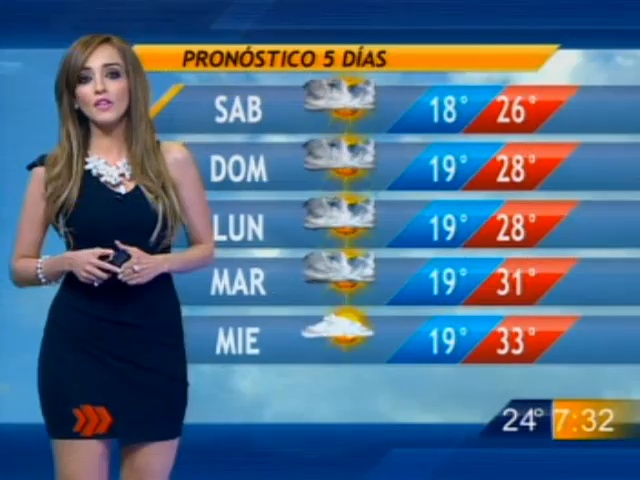 PRONÓSTICO 5 DÍAS
SAB 18° 26°
DOM 19° 28°
LUN 19° 28°
MAR 19° 31°
MIE 19° 33°
24° 7:32